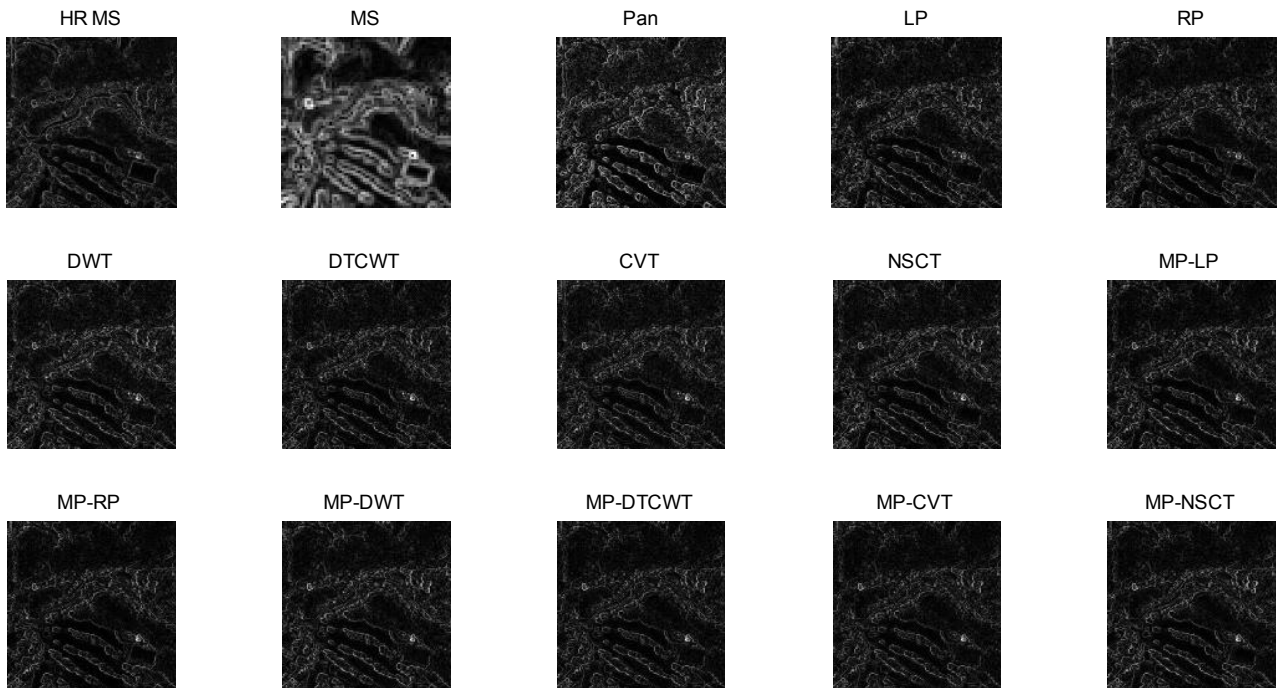 HR MS MS Pan LP RP
DWT DTCWT CVT NSCT MP-LP
MP-RP MP-DWT MP-DTCWT MP-CVT MP-NSCT